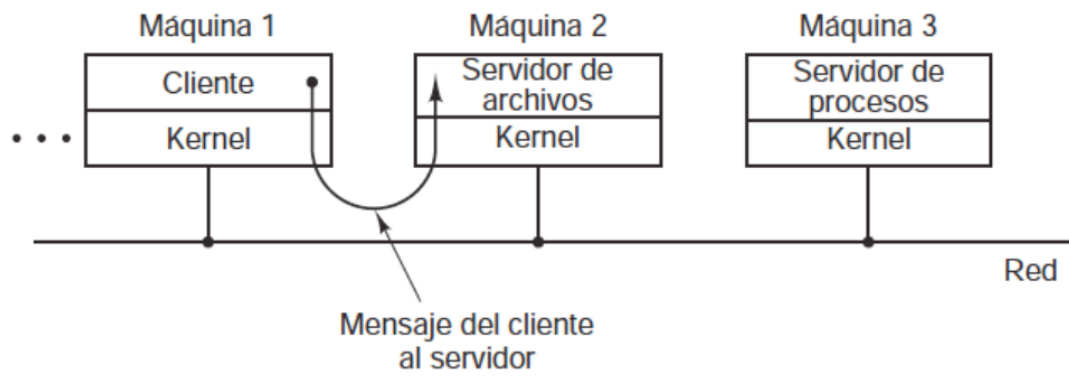 Máquina 1
Máquina 2
Máquina 3
Cliente
Servidor de
archivos
Servidor de
procesos
Kernel
Kernel
Kernel
Red
Mensaje del cliente
al servidor